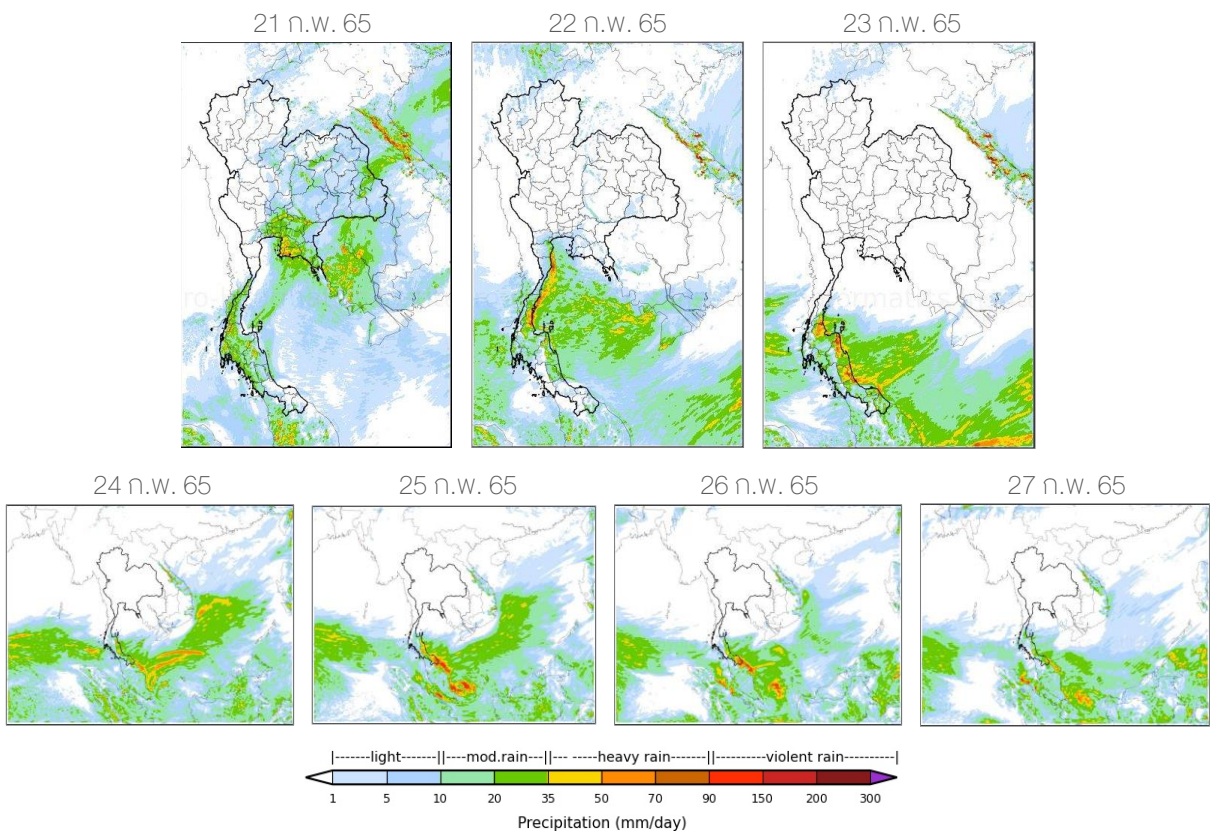 21 ก.พ. 65
22 ก.พ. 65
23 ก.พ. 65
24 ก.พ. 65
25 ก.พ. 65
26 ก.พ. 65
27 ก.พ. 65
|-------light------||----mod.rain---||--- -----heavy rain---||---------violent rain---------|
1 5 10 20 35 50 70 90 150 200 300
Precipitation (mm/day)